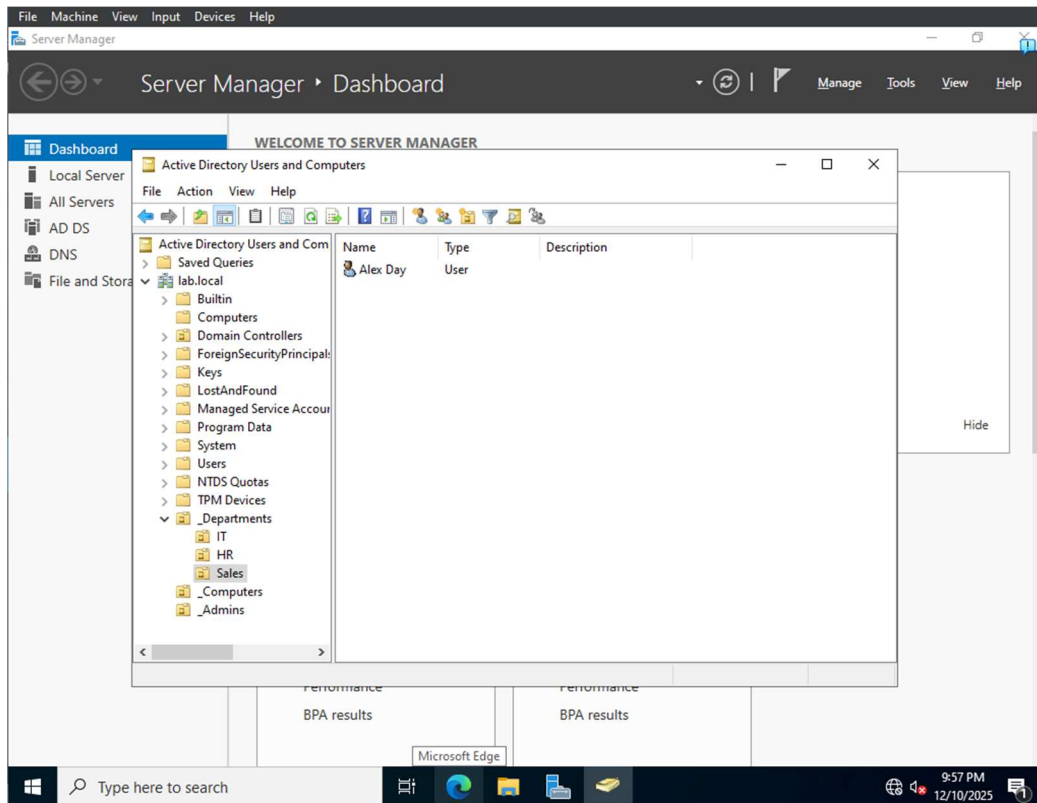 File Machine View Input Devices Help
Server Manager
Server Manager ‣ Dashboard
Manage Tools View Help
WELCOME TO SERVER MANAGER
Dashboard
Local Server
All Servers
AD DS
DNS
File and Stora
Active Directory Users and Computers
File Action View Help
Active Directory Users and Com
Saved Queries
lab.local
Builtin
Computers
Domain Controllers
ForeignSecurityPrincipals
Keys
LostAndFound
Managed Service Accour
Program Data
System
Users
NTDS Quotas
TPM Devices
_Departments
IT
HR
Sales
_Computers
_Admins
Name Type Description
Alex Day User
Hide
Performance Performance
BPA results BPA results
Microsoft Edge
Type here to search
9:57 PM
12/10/2025
1